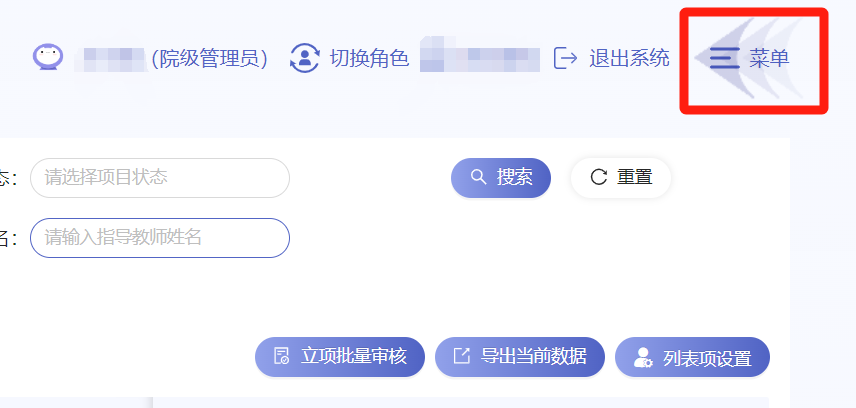 (院级管理员) 切换角色 退出系统 菜单
态: 请选择项目状态 搜索 重置
名: 请输入指导教师姓名
立项批量审核 导出当前数据 列表项设置